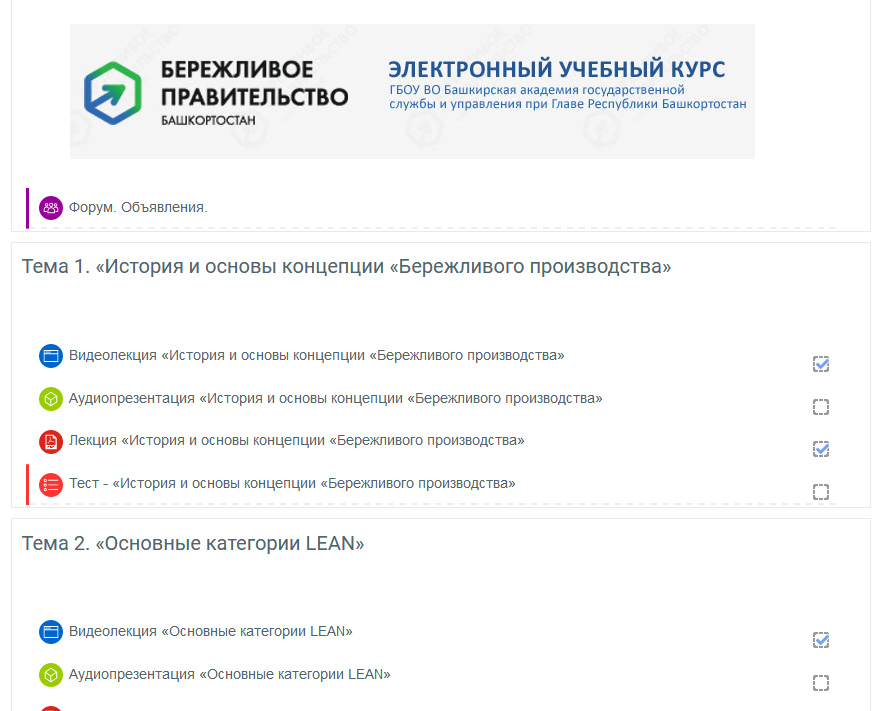 БЕРЕЖЛИВОЕ
ПРАВИТЕЛЬСТВО
БАШКОРТОСТАН
ЭЛЕКТРОННЫЙ УЧЕБНЫЙ КУРС
ГБОУ ВО Башкирская академия государственной
службы и управления при Главе Республики Башкортостан
Форум. Объявления.
Тема 1. «История и основы концепции «Бережливого производства»
Видеолекция «История и основы концепции «Бережливого производства»
Аудиопрезентация «История и основы концепции «Бережливого производства»
Лекция «История и основы концепции «Бережливого производства»
Тест - «История и основы концепции «Бережливого производства»
Тема 2. «Основные категории LEAN»
Видеолекция «Основные категории LEAN»
Аудиопрезентация «Основные категории LEAN»